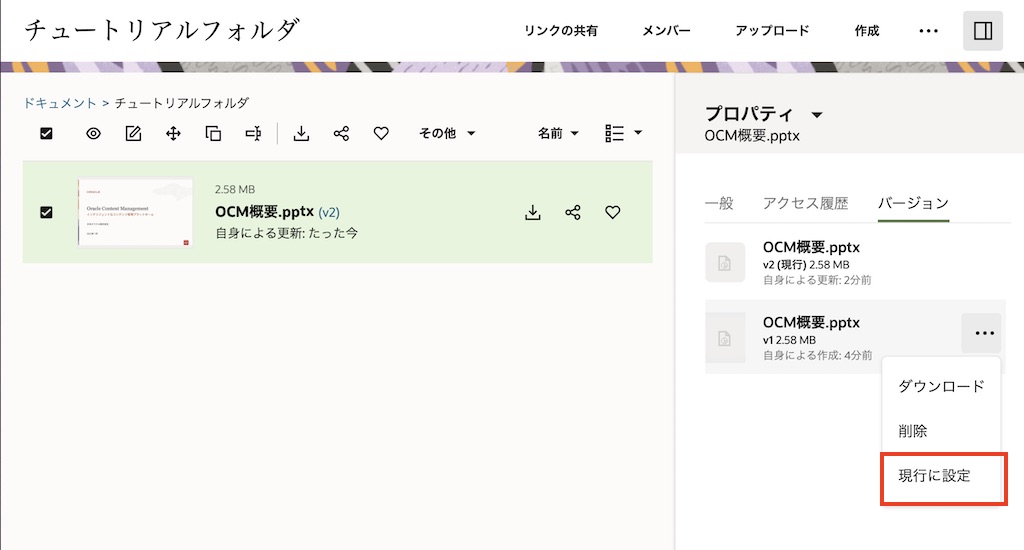 チュートリアルフォルダ
リンクの共有 メンバー アップロード 作成
ドキュメント > チュートリアルフォルダ
その他 名前
2.58 MB
OCM概要.pptx (v2)
自身による更新: たった今
Oracle Content Management
プロパティ
OCM概要.pptx
一般 アクセス履歴 バージョン
OCM概要.pptx
v2 (現行) 2.58 MB
自身による更新: 2分前
OCM概要.pptx
v1 2.58 MB
自身による作成: 4分前
ダウンロード
削除
現行に設定